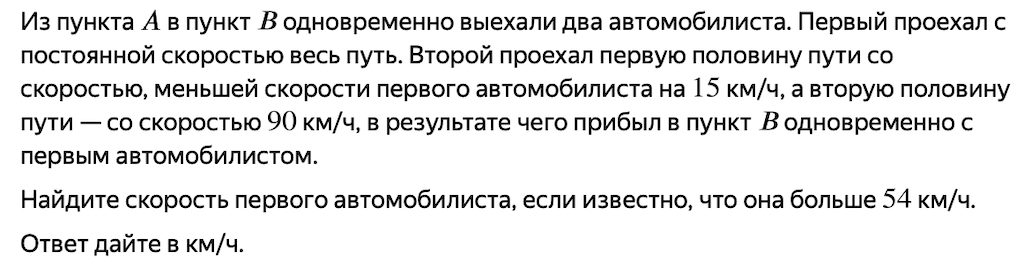 Из пункта A в пункт B одновременно выехали два автомобилиста. Первый проехал с
постоянной скоростью весь путь. Второй проехал первую половину пути со
скоростью, меньшей скорости первого автомобилиста на 15 км/ч, а вторую половину
пути — со скоростью 90 км/ч, в результате чего прибыл в пункт B одновременно с
первым автомобилистом.
Найдите скорость первого автомобилиста, если известно, что она больше 54 км/ч.
Ответ дайте в км/ч.